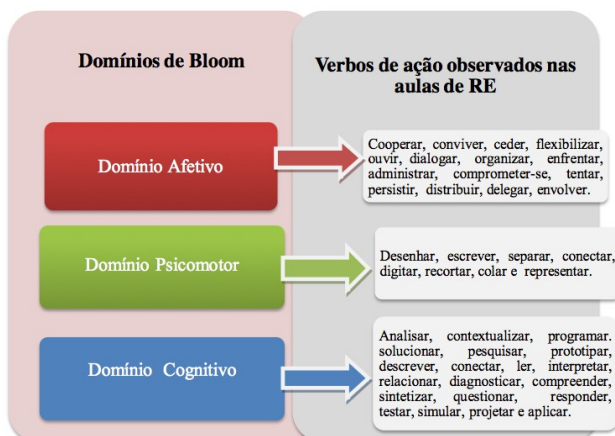 Domínios de Bloom
Verbos de ação observados nas
aulas de RE
Domínio Afetivo
Cooperar, conviver, ceder, flexibilizar,
ouvir, dialogar, organizar, enfrentar,
administrar, comprometer-se, tentar,
persistir, distribuir, delegar, envolver.
Domínio Psicomotor
Desenhar, escrever, separar, conectar,
digitar, recortar, colar e representar.
Domínio Cognitivo
Analisar, contextualizar, programar.
solucionar, pesquisar, prototipar,
descrever, conectar, ler, interpretar,
relacionar, diagnosticar, compreender,
sintetizar, questionar, responder,
testar, simular, projetar e aplicar.